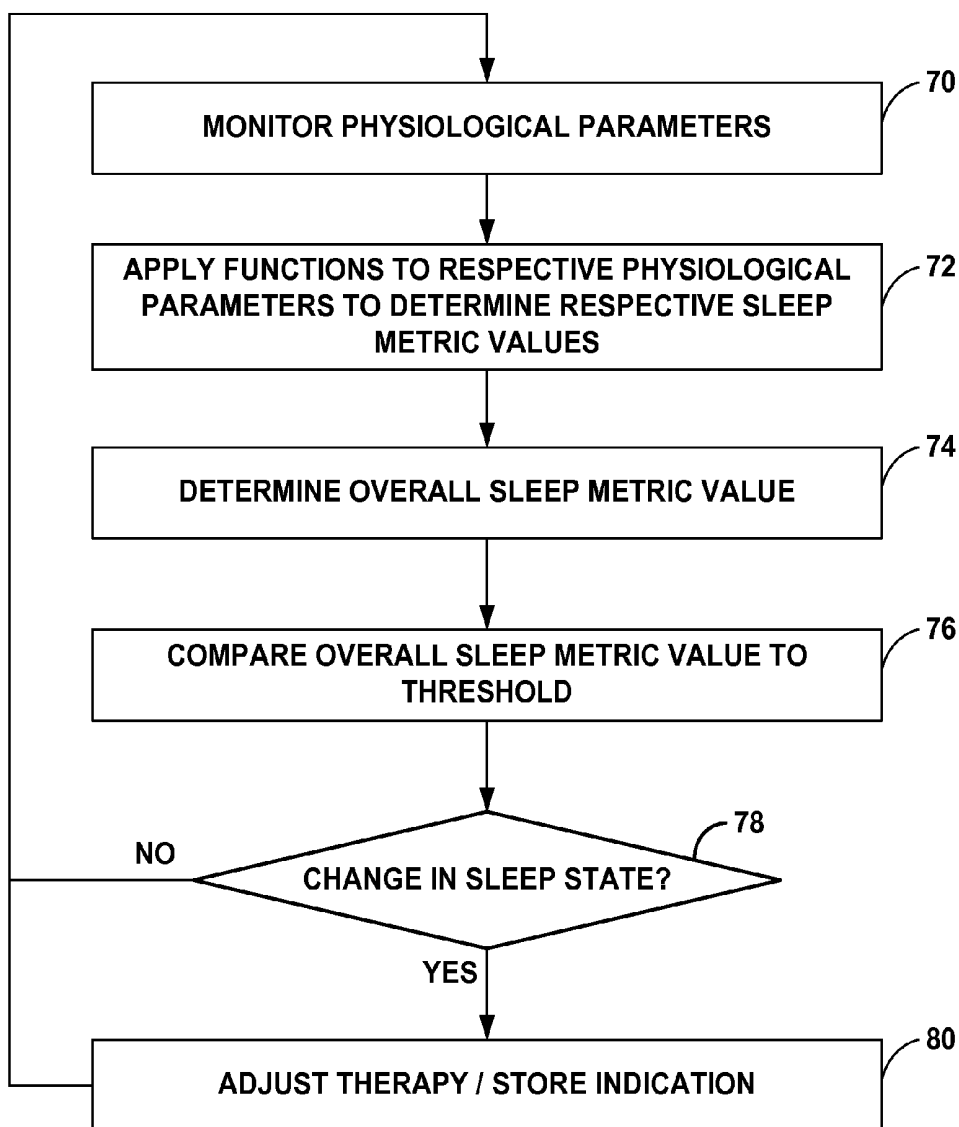 70
MONITOR PHYSIOLOGICAL PARAMETERS
72
APPLY FUNCTIONS TO RESPECTIVE PHYSIOLOGICAL
PARAMETERS TO DETERMINE RESPECTIVE SLEEP
METRIC VALUES
74
DETERMINE OVERALL SLEEP METRIC VALUE
76
COMPARE OVERALL SLEEP METRIC VALUE TO
THRESHOLD
78
NO
CHANGE IN SLEEP STATE?
YES
80
ADJUST THERAPY / STORE INDICATION